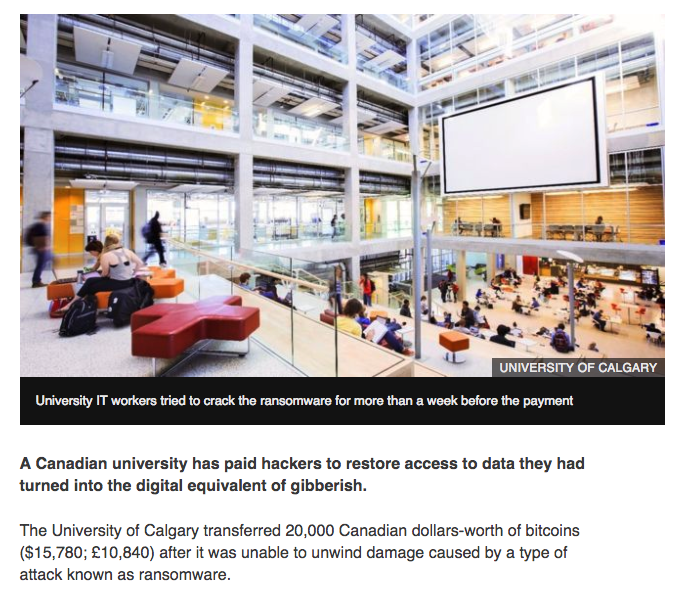 UNIVERSITY OF CALGARY
University IT workers tried to crack the ransomware for more than a week before the payment
A Canadian university has paid hackers to restore access to data they had
turned into the digital equivalent of gibberish.
The University of Calgary transferred 20,000 Canadian dollars-worth of bitcoins
($15,780; £10,840) after it was unable to unwind damage caused by a type of
attack known as ransomware.